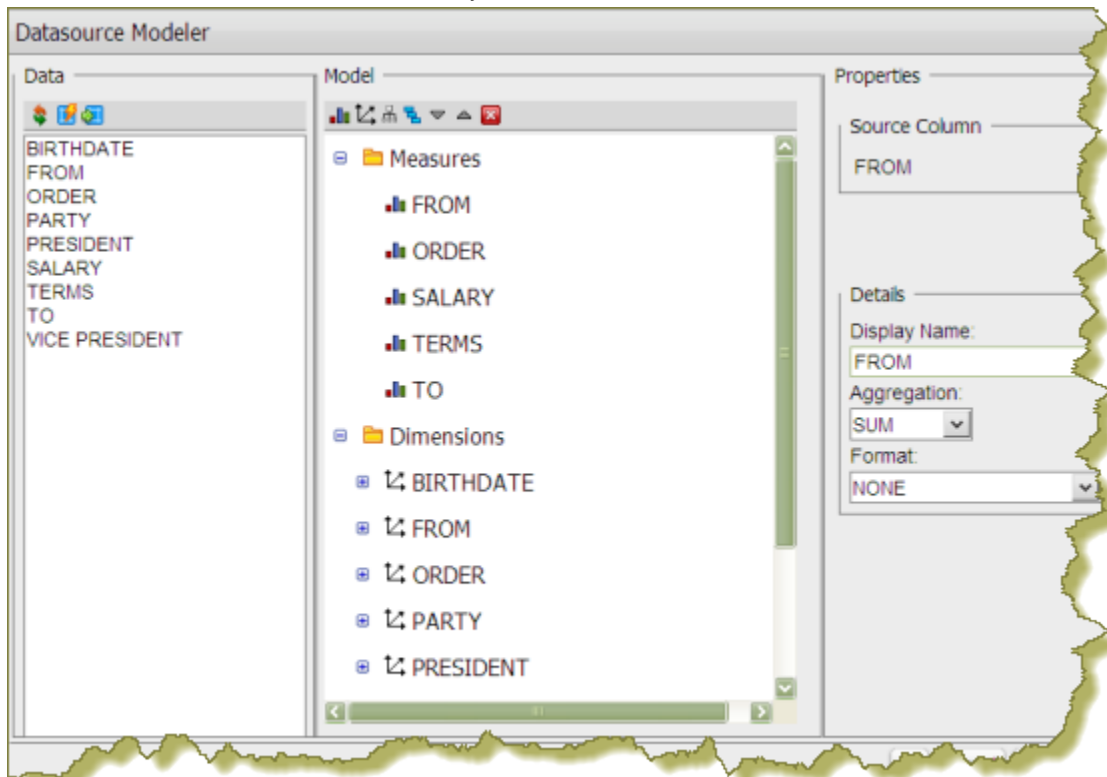 Datasource Modeler
Data
BIRTHDATE
FROM
ORDER
PARTY
PRESIDENT
SALARY
TERMS
TO
VICE PRESIDENT
Model
Measures
FROM
ORDER
SALARY
TERMS
TO
Dimensions
BIRTHDATE
FROM
ORDER
PARTY
PRESIDENT
Properties
Source Column
FROM
Details
Display Name:
FROM
Aggregation:
SUM
Format:
NONE